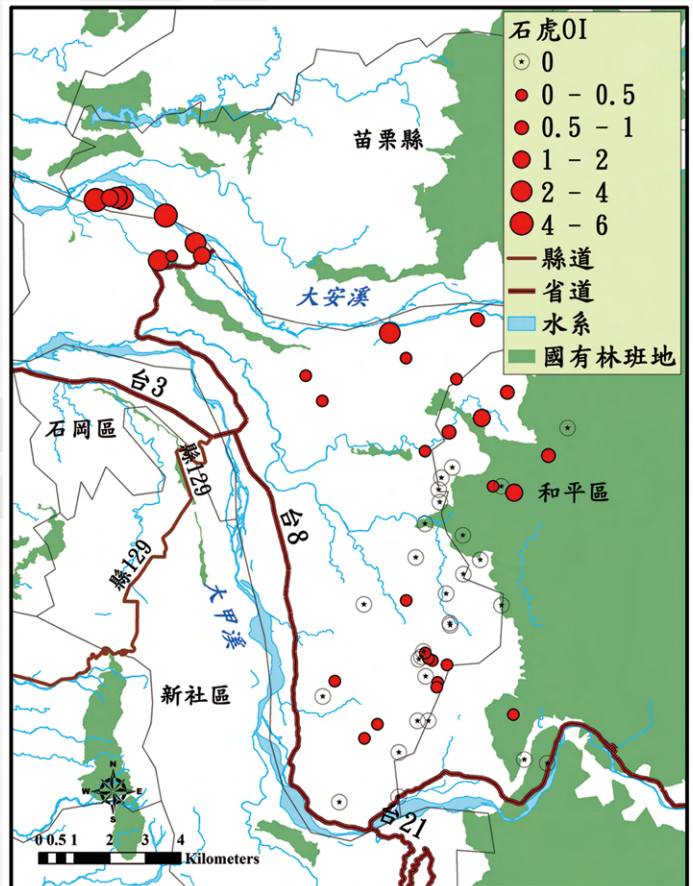 石虎OI
0
0 - 0.5
0.5 - 1
1 - 2
2 - 4
4 - 6
縣道
省道
水系
國有林班地
苗栗縣
大安溪
台3
石岡區
縣129
和平區
台8
縣129
大甲溪
新社區
N
W E
S
台21
0 0.5 1 2 3 4
Kilometers